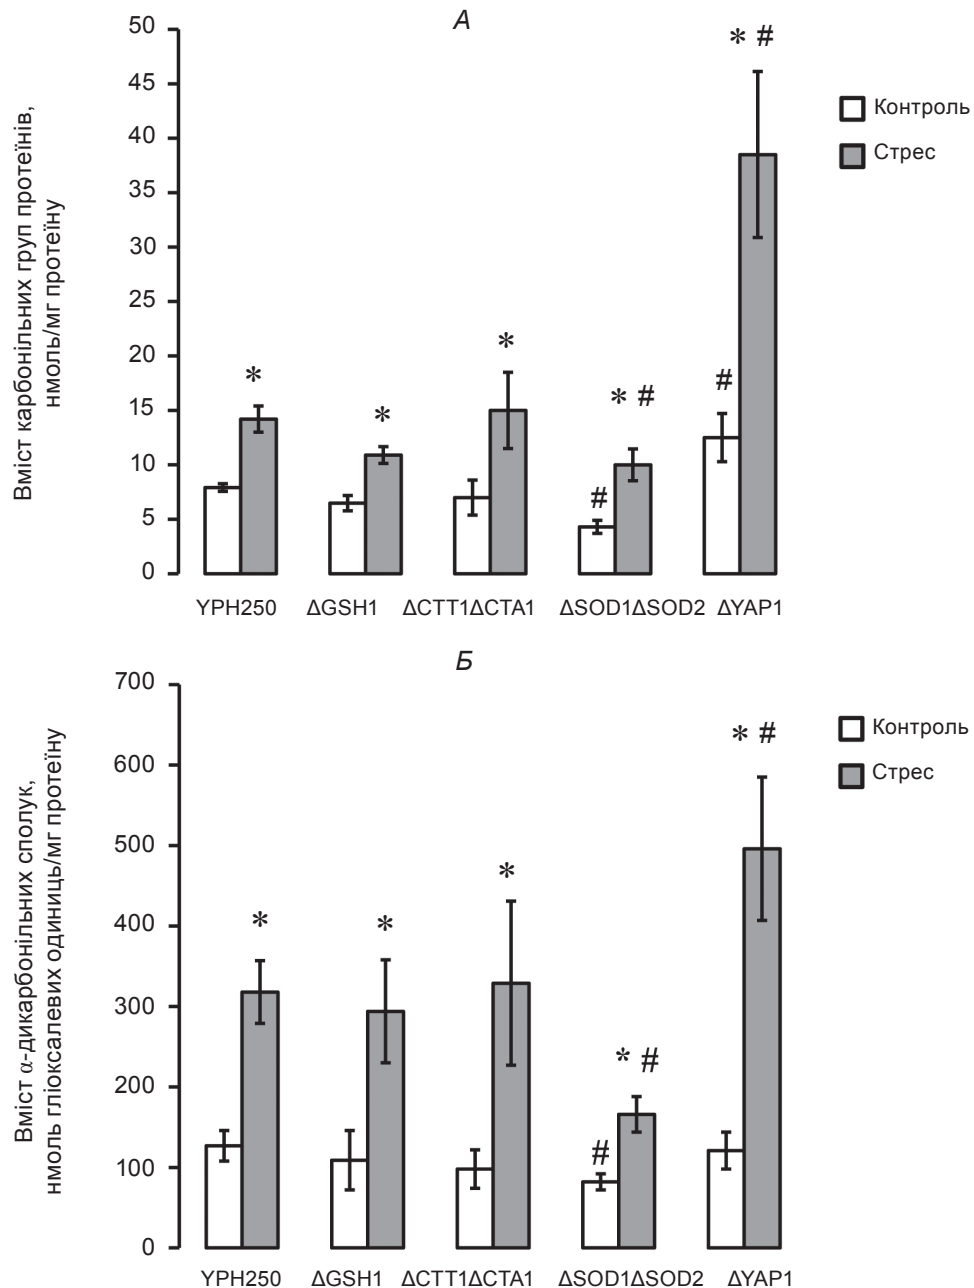 А
Вміст карбонільних груп протеїнів,
нмоль/мг протеїну
50
45
40
35
30
25
20
15
10
5
0
* # 
* 
* 
* 
* # 
# 
# 
Контроль
Стрес
YPH250 ΔGSH1 ΔCTT1ΔCTA1 ΔSOD1ΔSOD2 ΔYAP1
Б
Вміст α-дикарбонільних сполук,
нмоль гліоксалевих одиниць/мг протеїну
700
600
500
400
300
200
100
0
* #
*
*
*
* #
#
Контроль
Стрес
YPH250 ΔGSH1 ΔCTT1ΔCTA1 ΔSOD1ΔSOD2 ΔYAP1